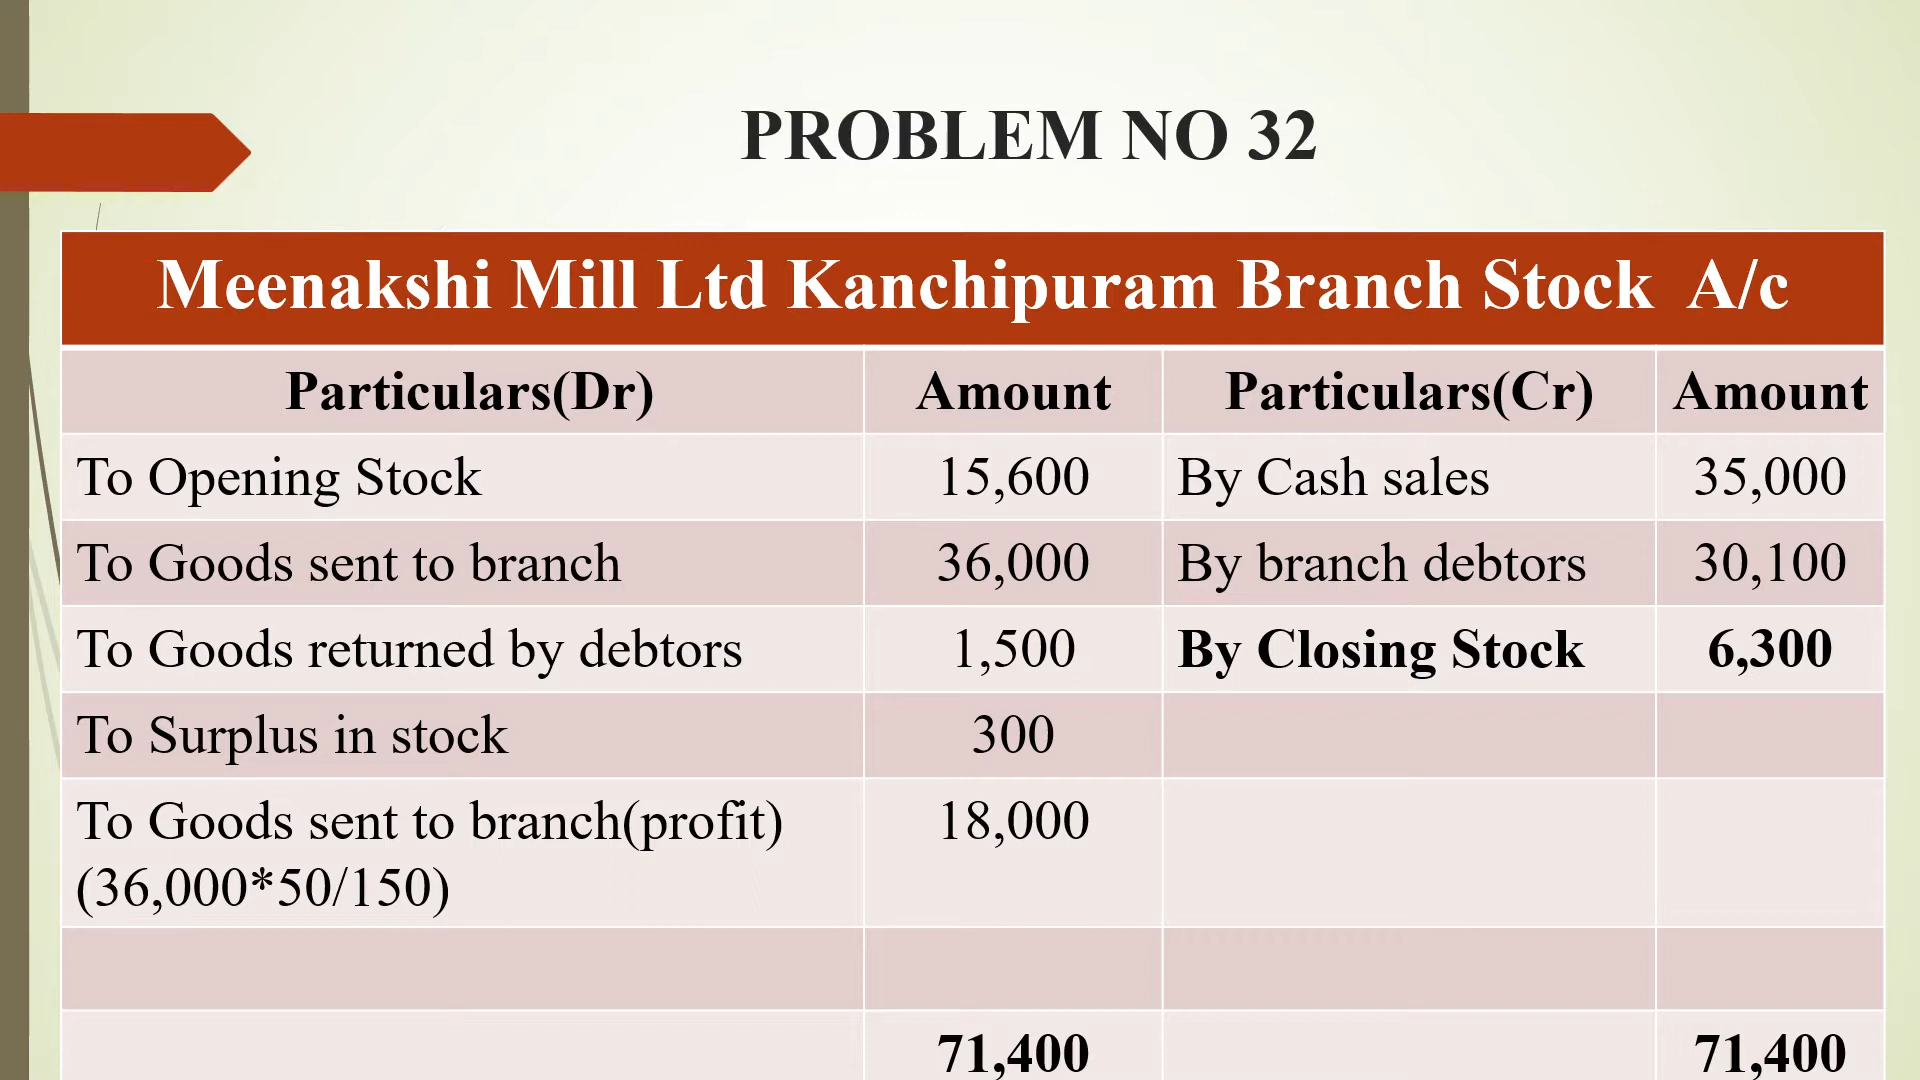 PROBLEM NO 32
Meenakshi Mill Ltd Kanchipuram Branch Stock A/c
Particulars(Dr) Amount Particulars(Cr) Amount
To Opening Stock 15,600 By Cash sales 35,000
To Goods sent to branch 36,000 By branch debtors 30,100
To Goods returned by debtors 1,500 By Closing Stock 6,300
To Surplus in stock 300
To Goods sent to branch(profit) 18,000
(36,000*50/150)
71,400 71,400